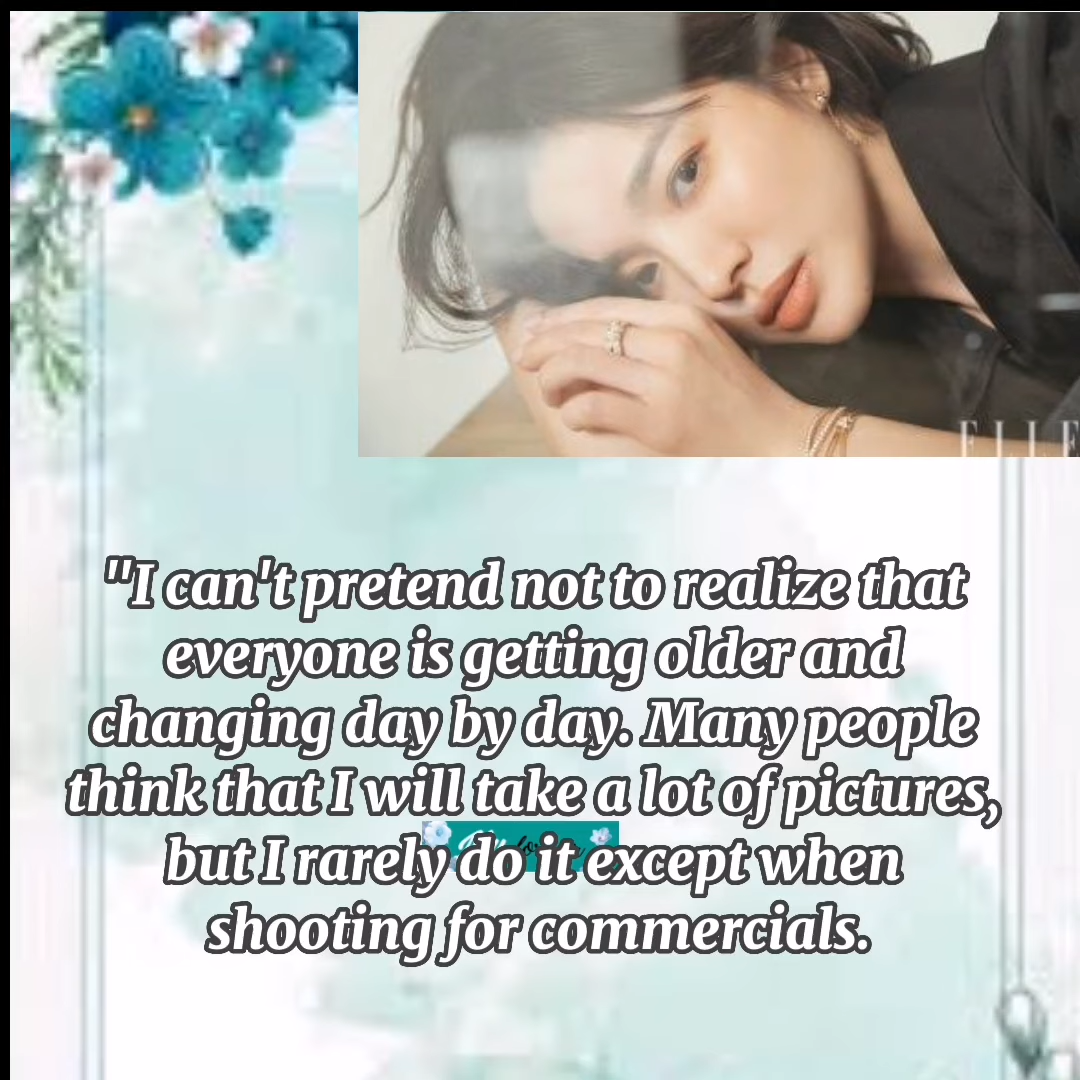 ELLE
"I can't pretend not to realize that
everyone is getting older and
changing day by day. Many people
think that I will take a lot of pictures,
but I rarely do it except when
shooting for commercials.